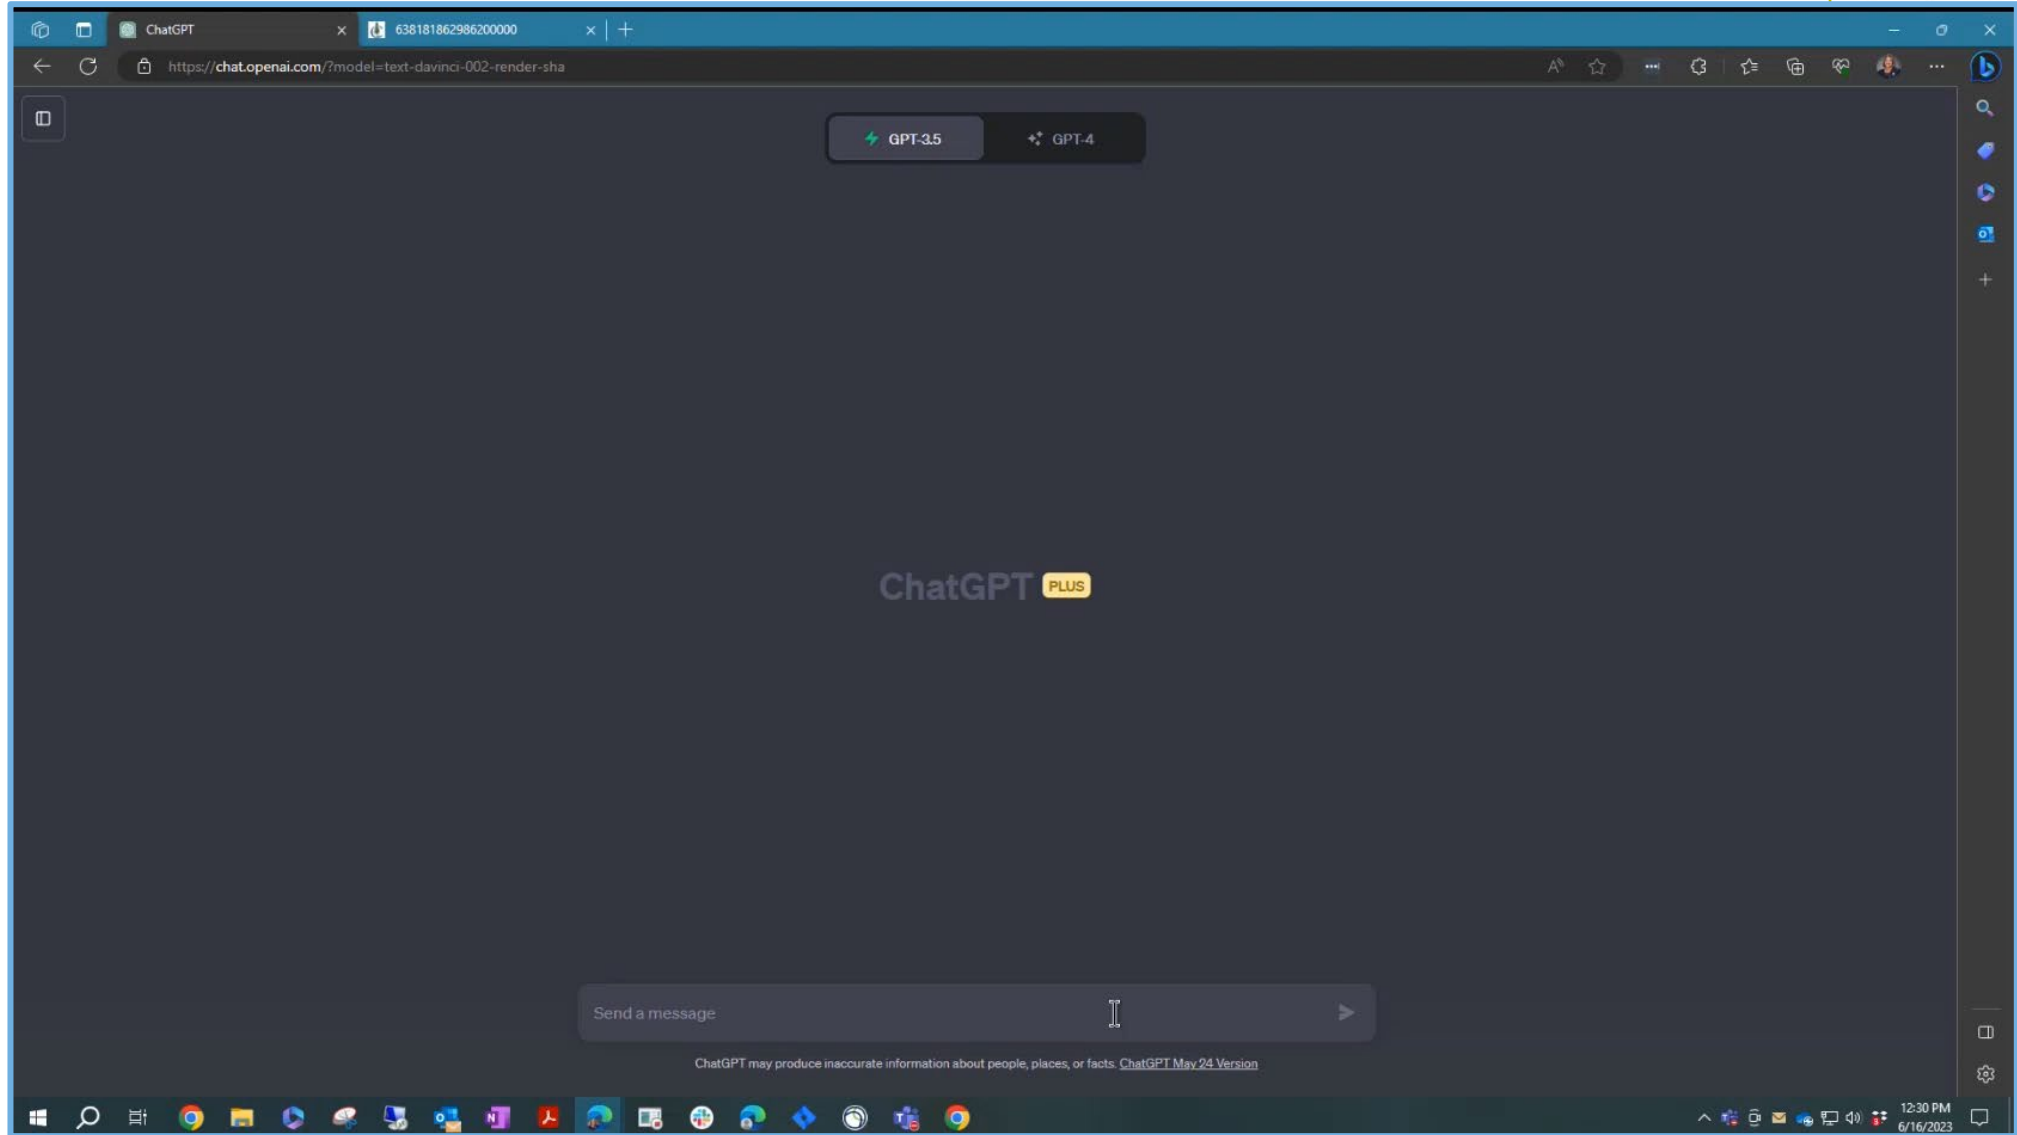 ChatGPT
638181862986200000
https://chat.openai.com/?model=text-davinci-002-render-sha
GPT-3.5
GPT-4
ChatGPT PLUS
Send a message
ChatGPT may produce inaccurate information about people, places, or facts. ChatGPT May 24 Version
12:30 PM
6/16/2023